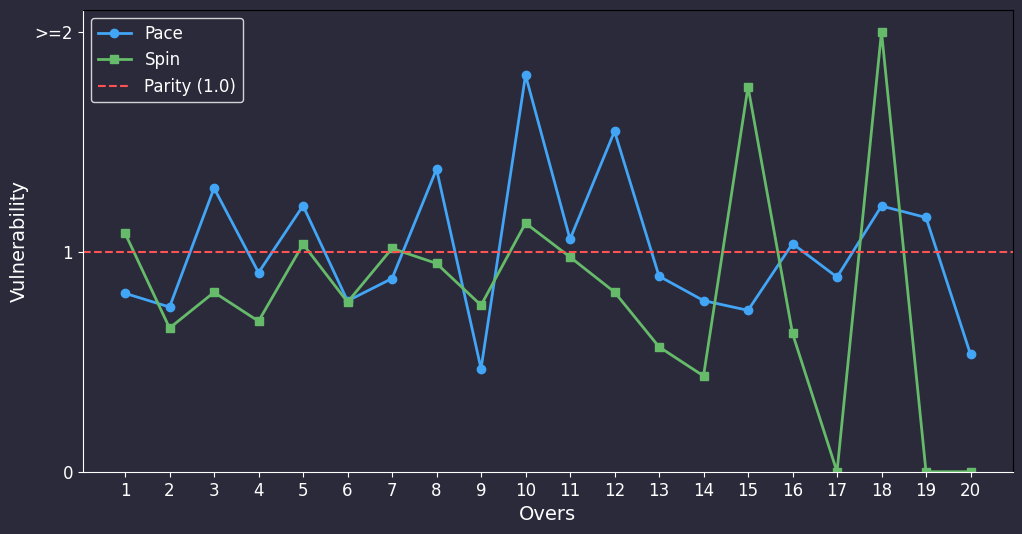 Pace
Spin
Parity (1.0)
Vulnerability
>=2
1
0
1 2 3 4 5 6 7 8 9 10 11 12 13 14 15 16 17 18 19 20
Overs